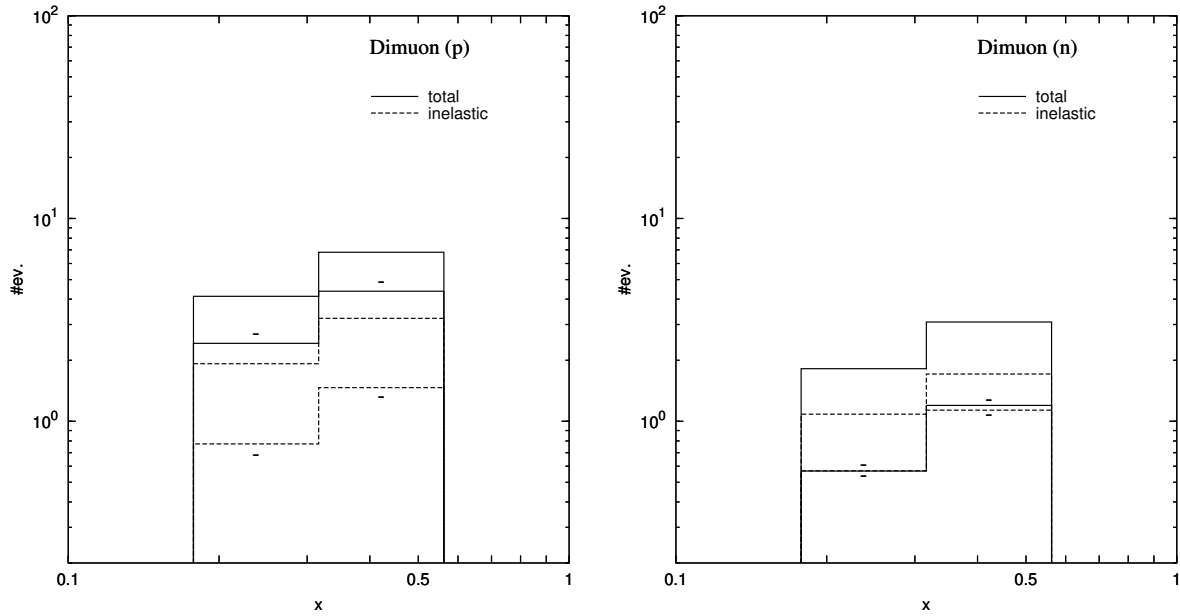 10²
Dimuon (p)
total
inelastic
10¹
#ev.
10⁰
0.1
0.5
1
x
10²
Dimuon (n)
total
inelastic
10¹
#ev.
10⁰
0.1
0.5
1
x